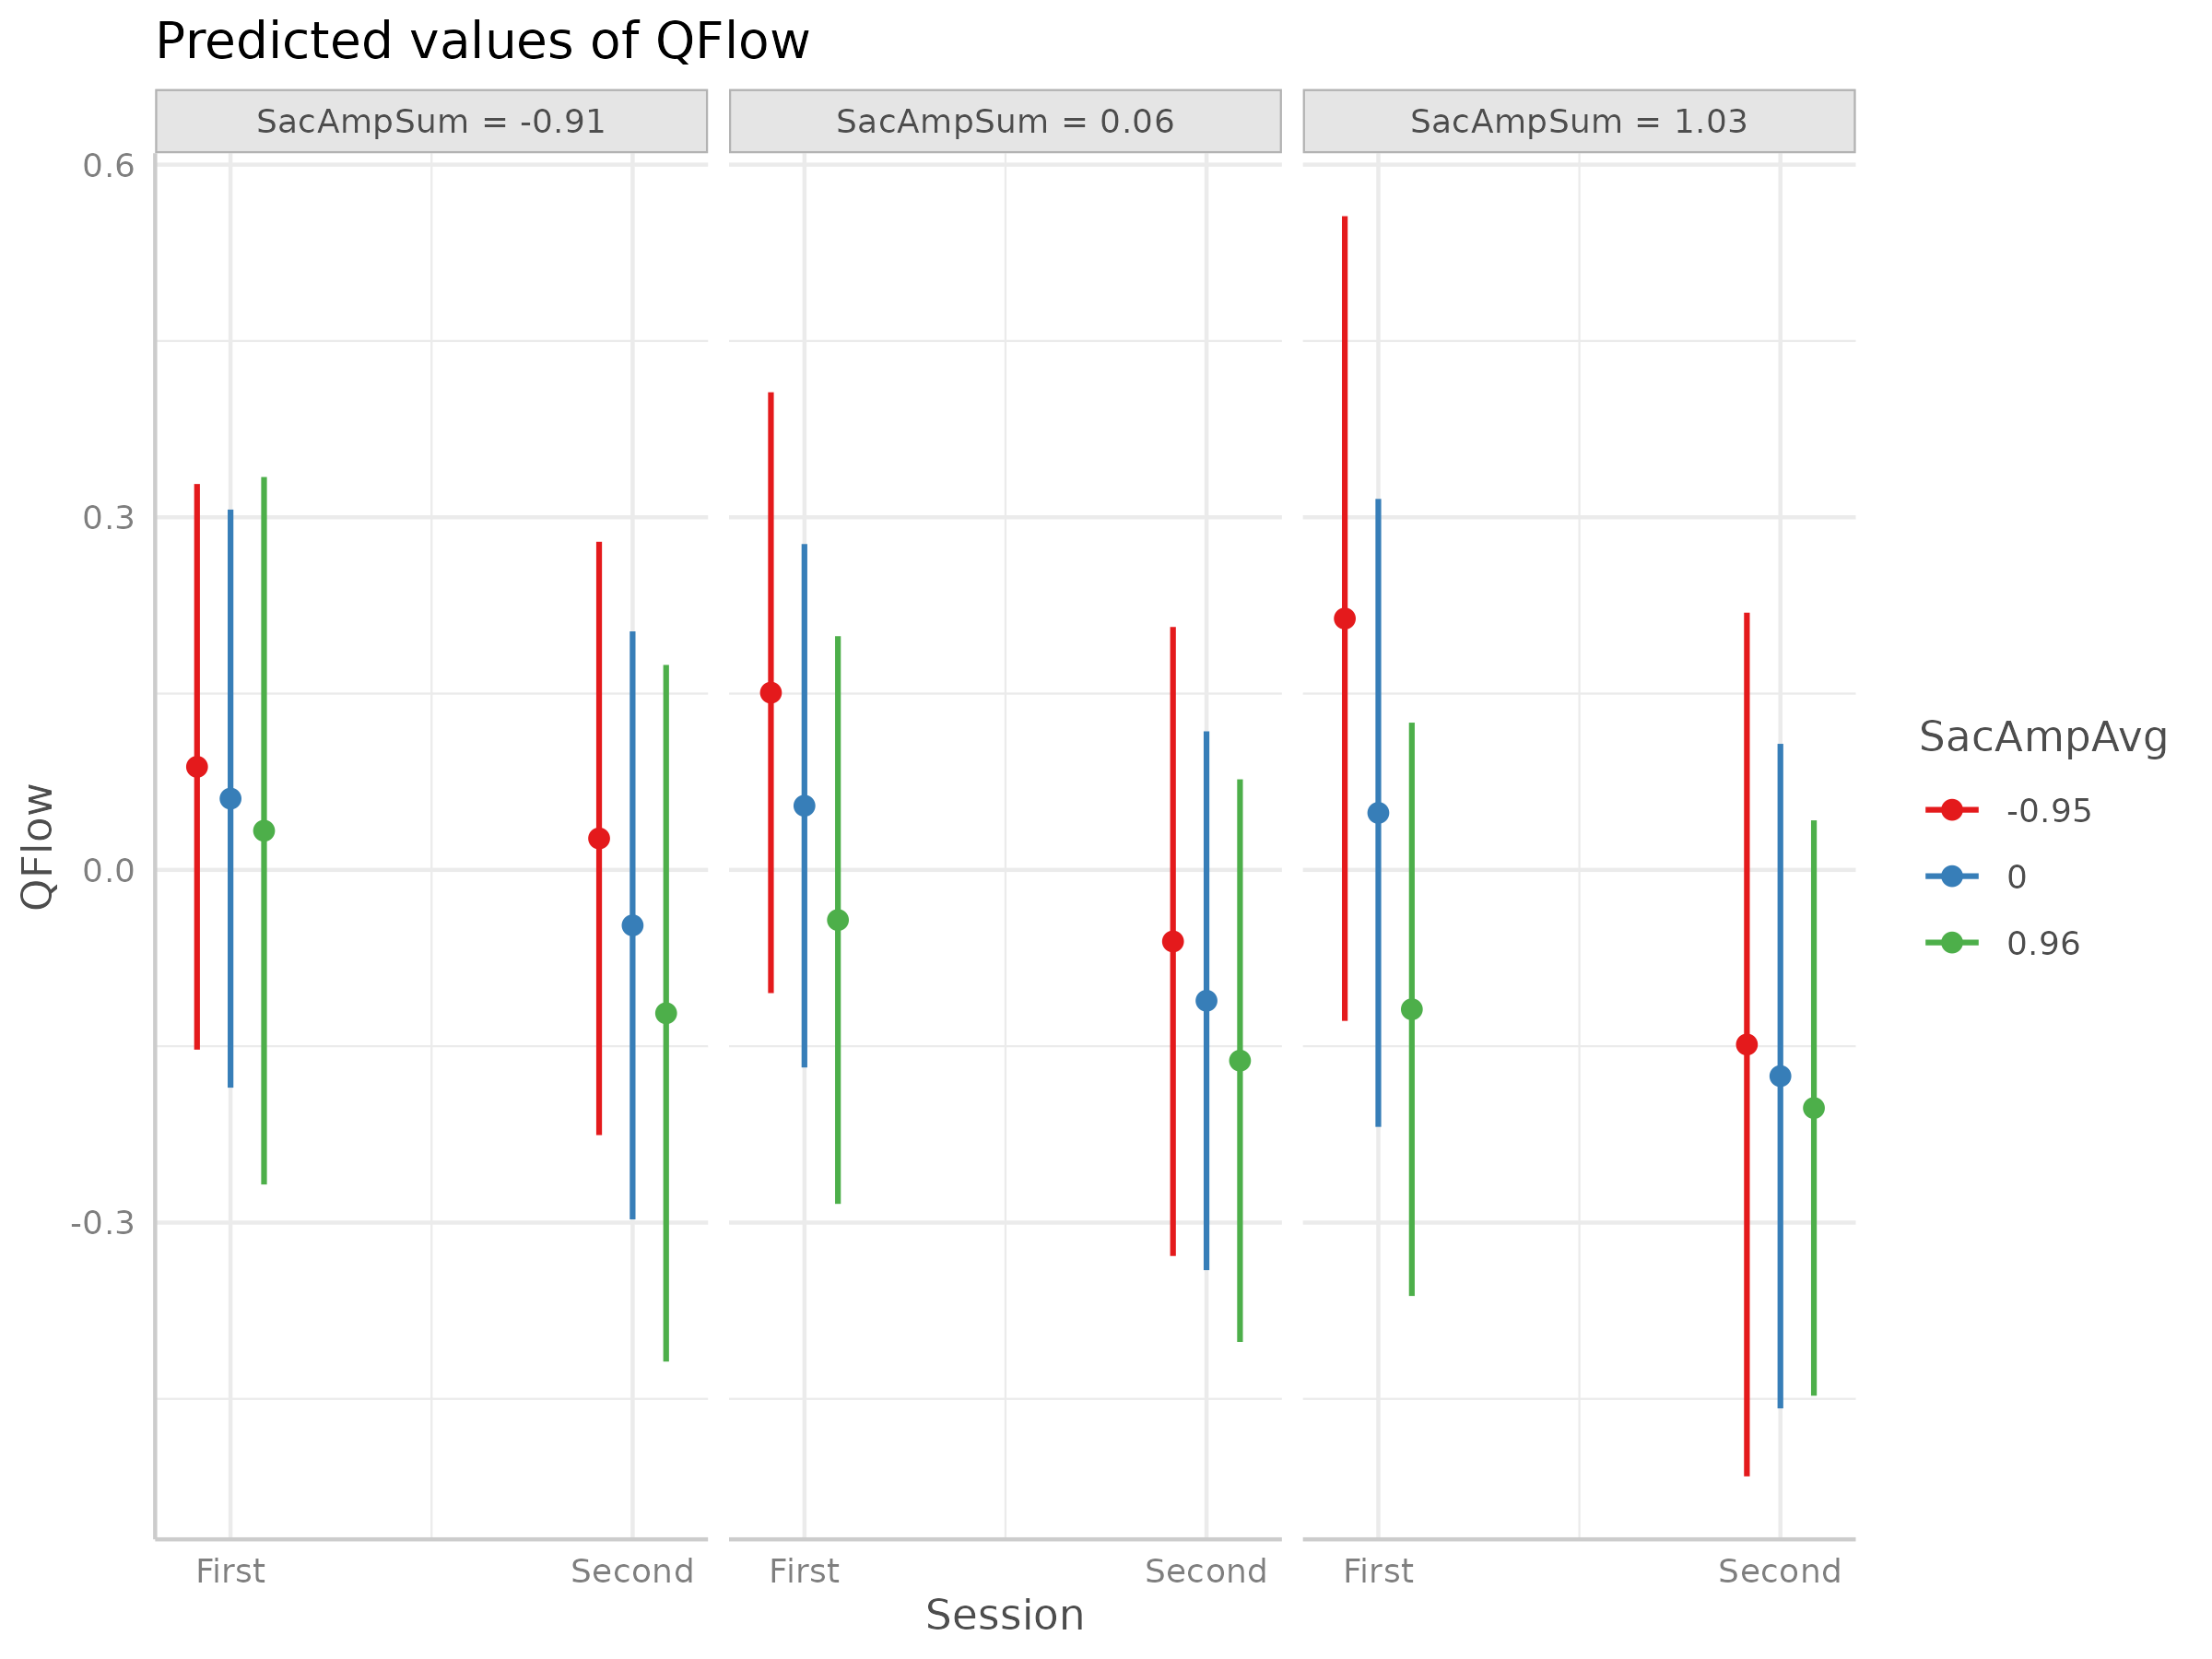 Predicted values of QFlow
SacAmpSum = -0.91
SacAmpSum = 0.06
SacAmpSum = 1.03
0.6
0.3
0.0
-0.3
QFlow
First
Second
First
Second
First
Second
Session
SacAmpAvg
-0.95
0
0.96